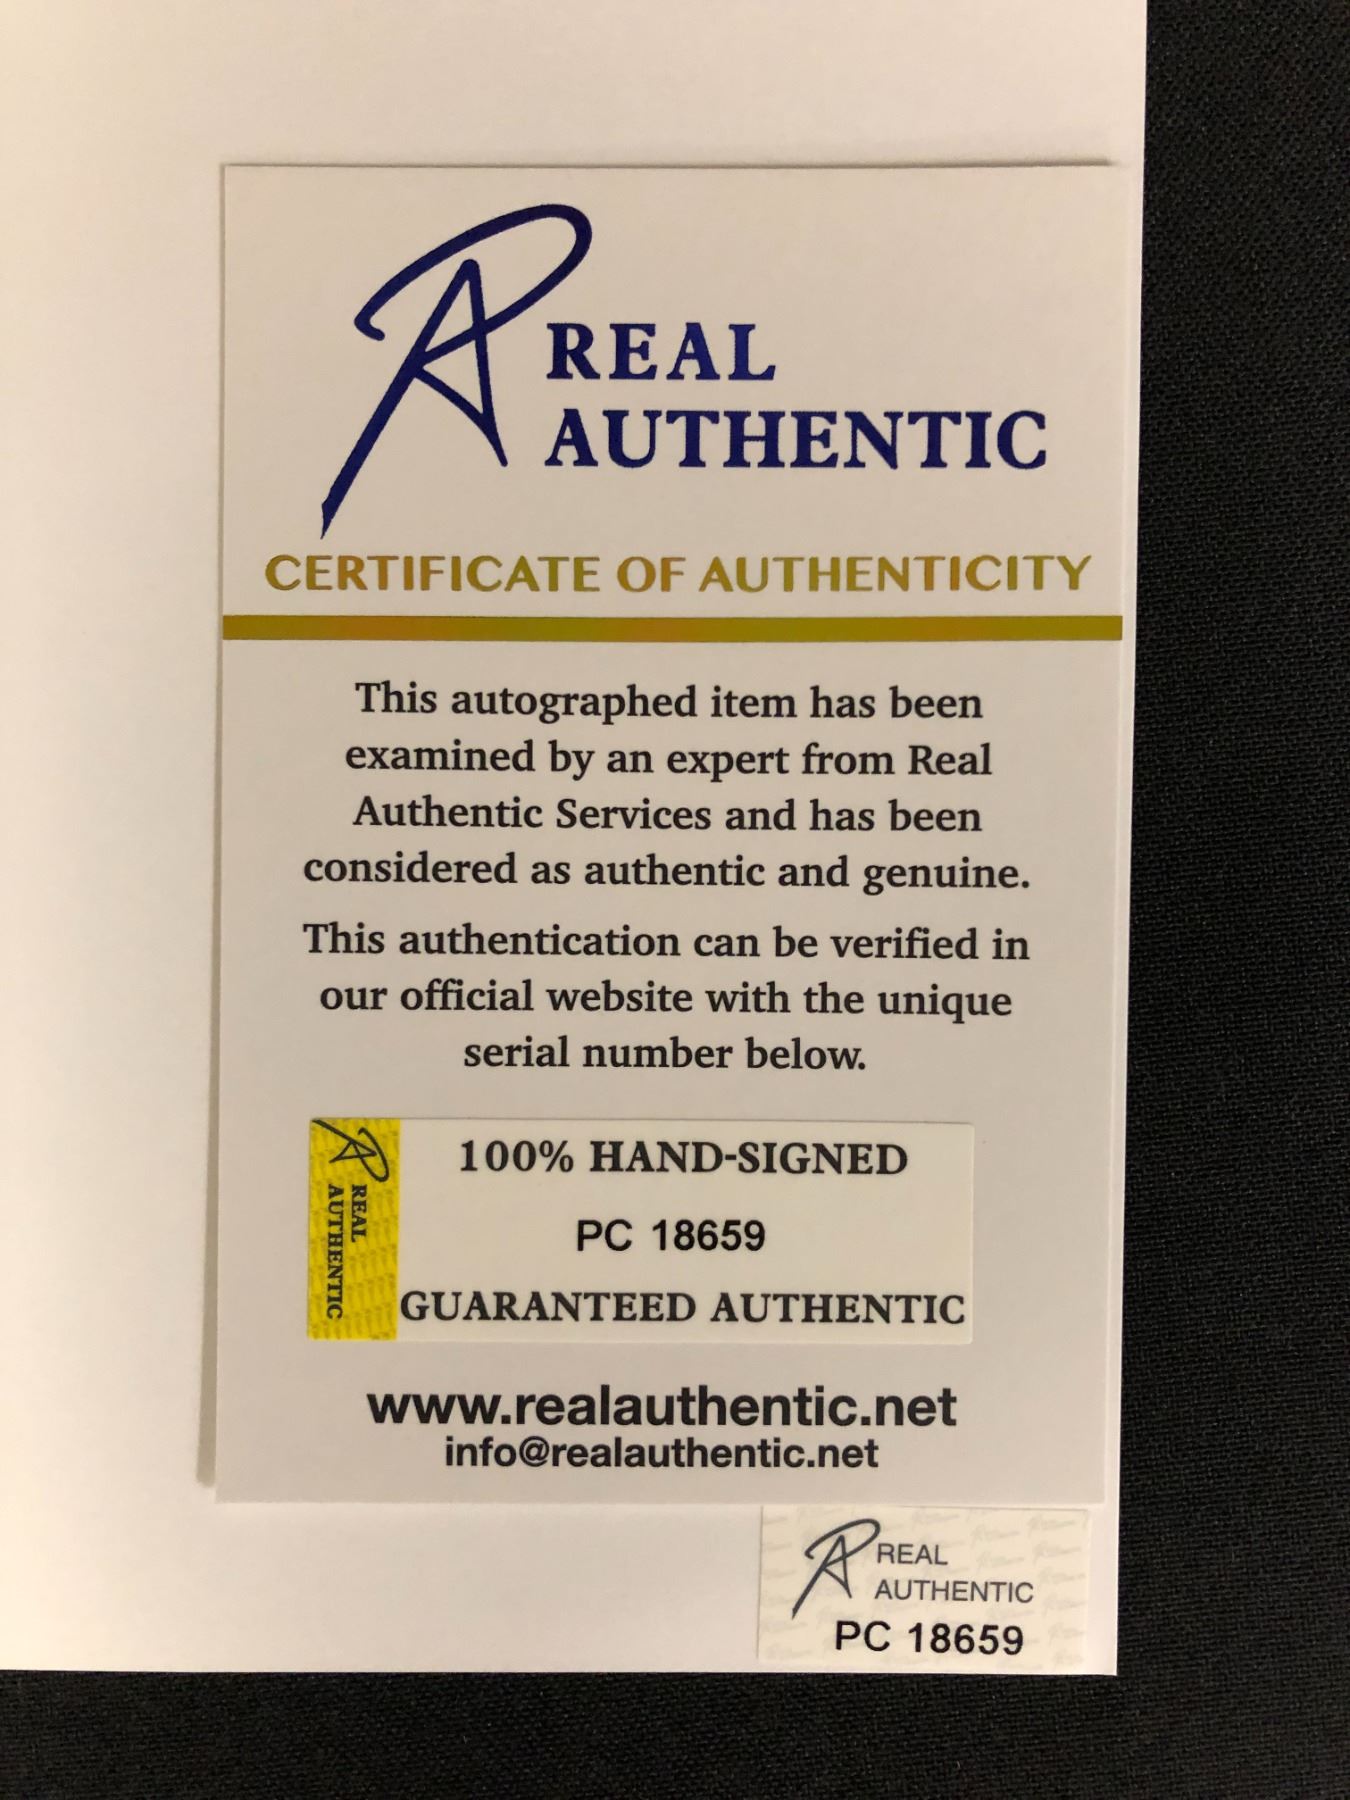 REAL
AUTHENTIC
CERTIFICATE OF AUTHENTICITY
This autographed item has been
examined by an expert from Real
Authentic Services and has been
considered as authentic and genuine.
This authentication can be verified in
our official website with the unique
serial number below.
REAL
AUTHENTIC
100% HAND-SIGNED
PC 18659
GUARANTEED AUTHENTIC
www.realauthentic.net
info@realauthentic.net
REAL
AUTHENTIC
PC 18659